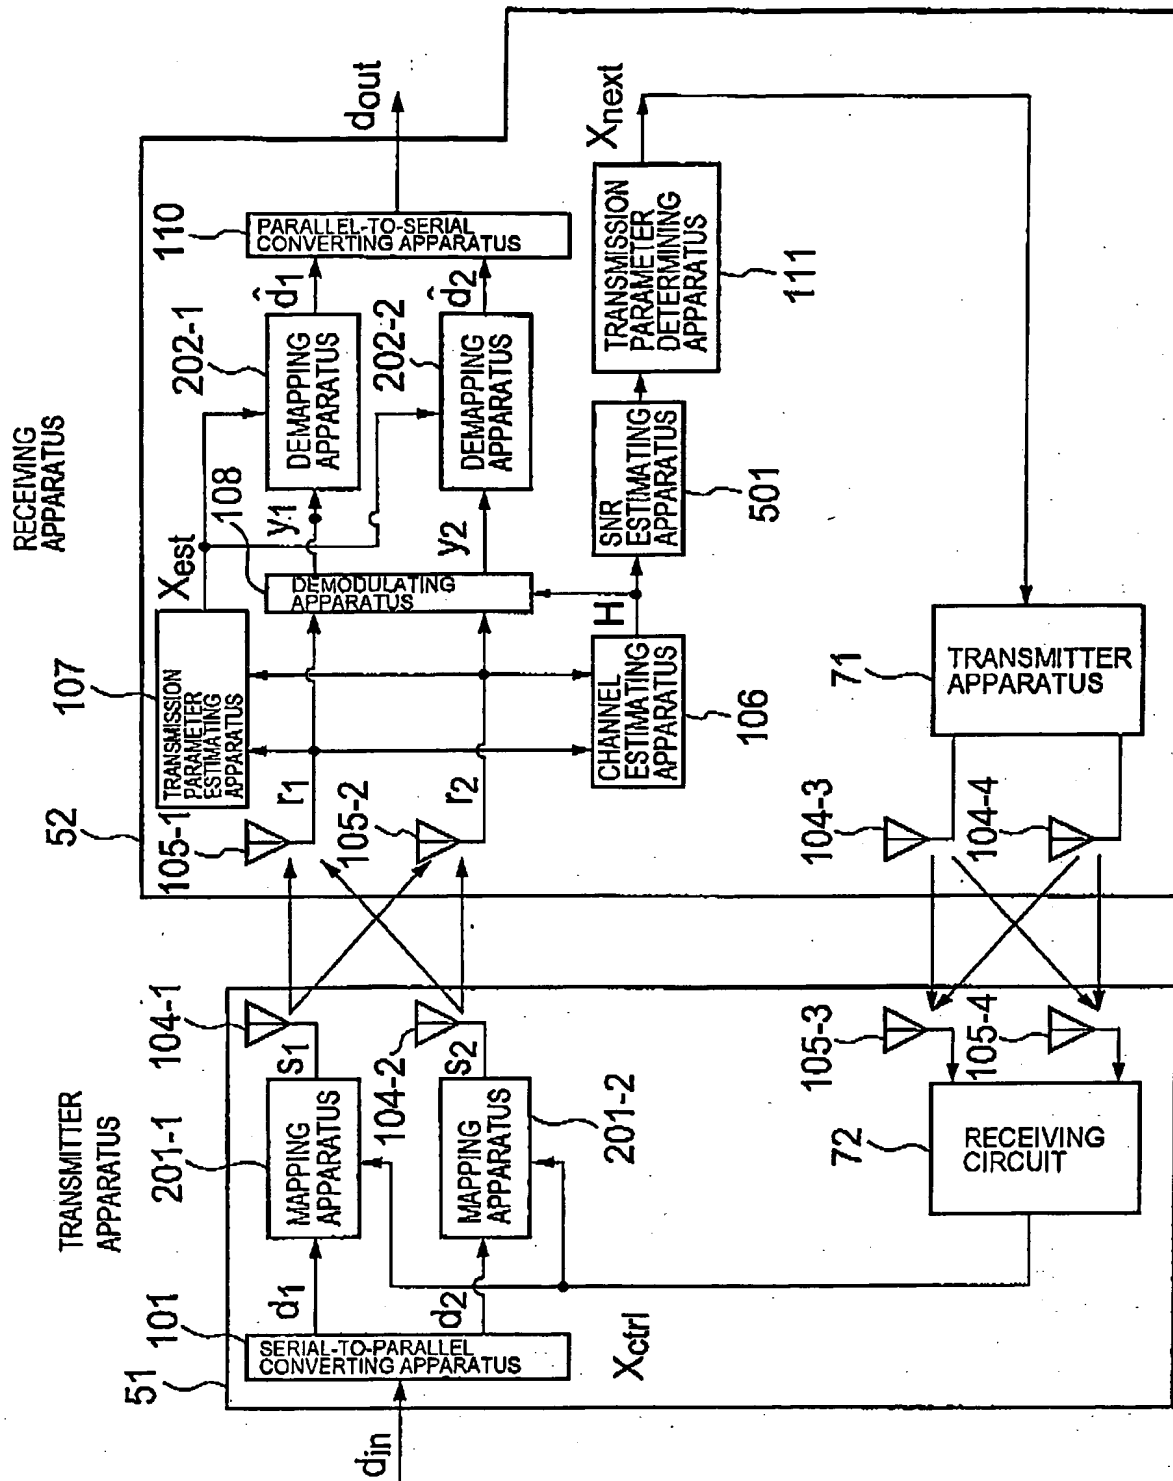 TRANSMITTER
APPARATUS
RECEIVING
APPARATUS
51
101
din
SERIAL-TO-PARALLEL
CONVERTING APPARATUS
d1
d2
Xctrl
201-1
MAPPING
APPARATUS
s1
104-1
104-2
MAPPING
APPARATUS
s2
201-2
72
RECEIVING
CIRCUIT
105-3
105-4
52
105-1
r1
105-2
r2
107
TRANSMISSION
PARAMETER
ESTIMATING
APPARATUS
Xest
108
DEMODULATING
APPARATUS
y1
y2
CHANNEL
ESTIMATING
APPARATUS
106
H
202-1
DEMAPPING
APPARATUS
d̂1
202-2
DEMAPPING
APPARATUS
d̂2
110
PARALLEL-TO-SERIAL
CONVERTING APPARATUS
dout
SNR
ESTIMATING
APPARATUS
501
TRANSMISSION
PARAMETER
DETERMINING
APPARATUS
111
Xnext
71
TRANSMITTER
APPARATUS
104-3
104-4